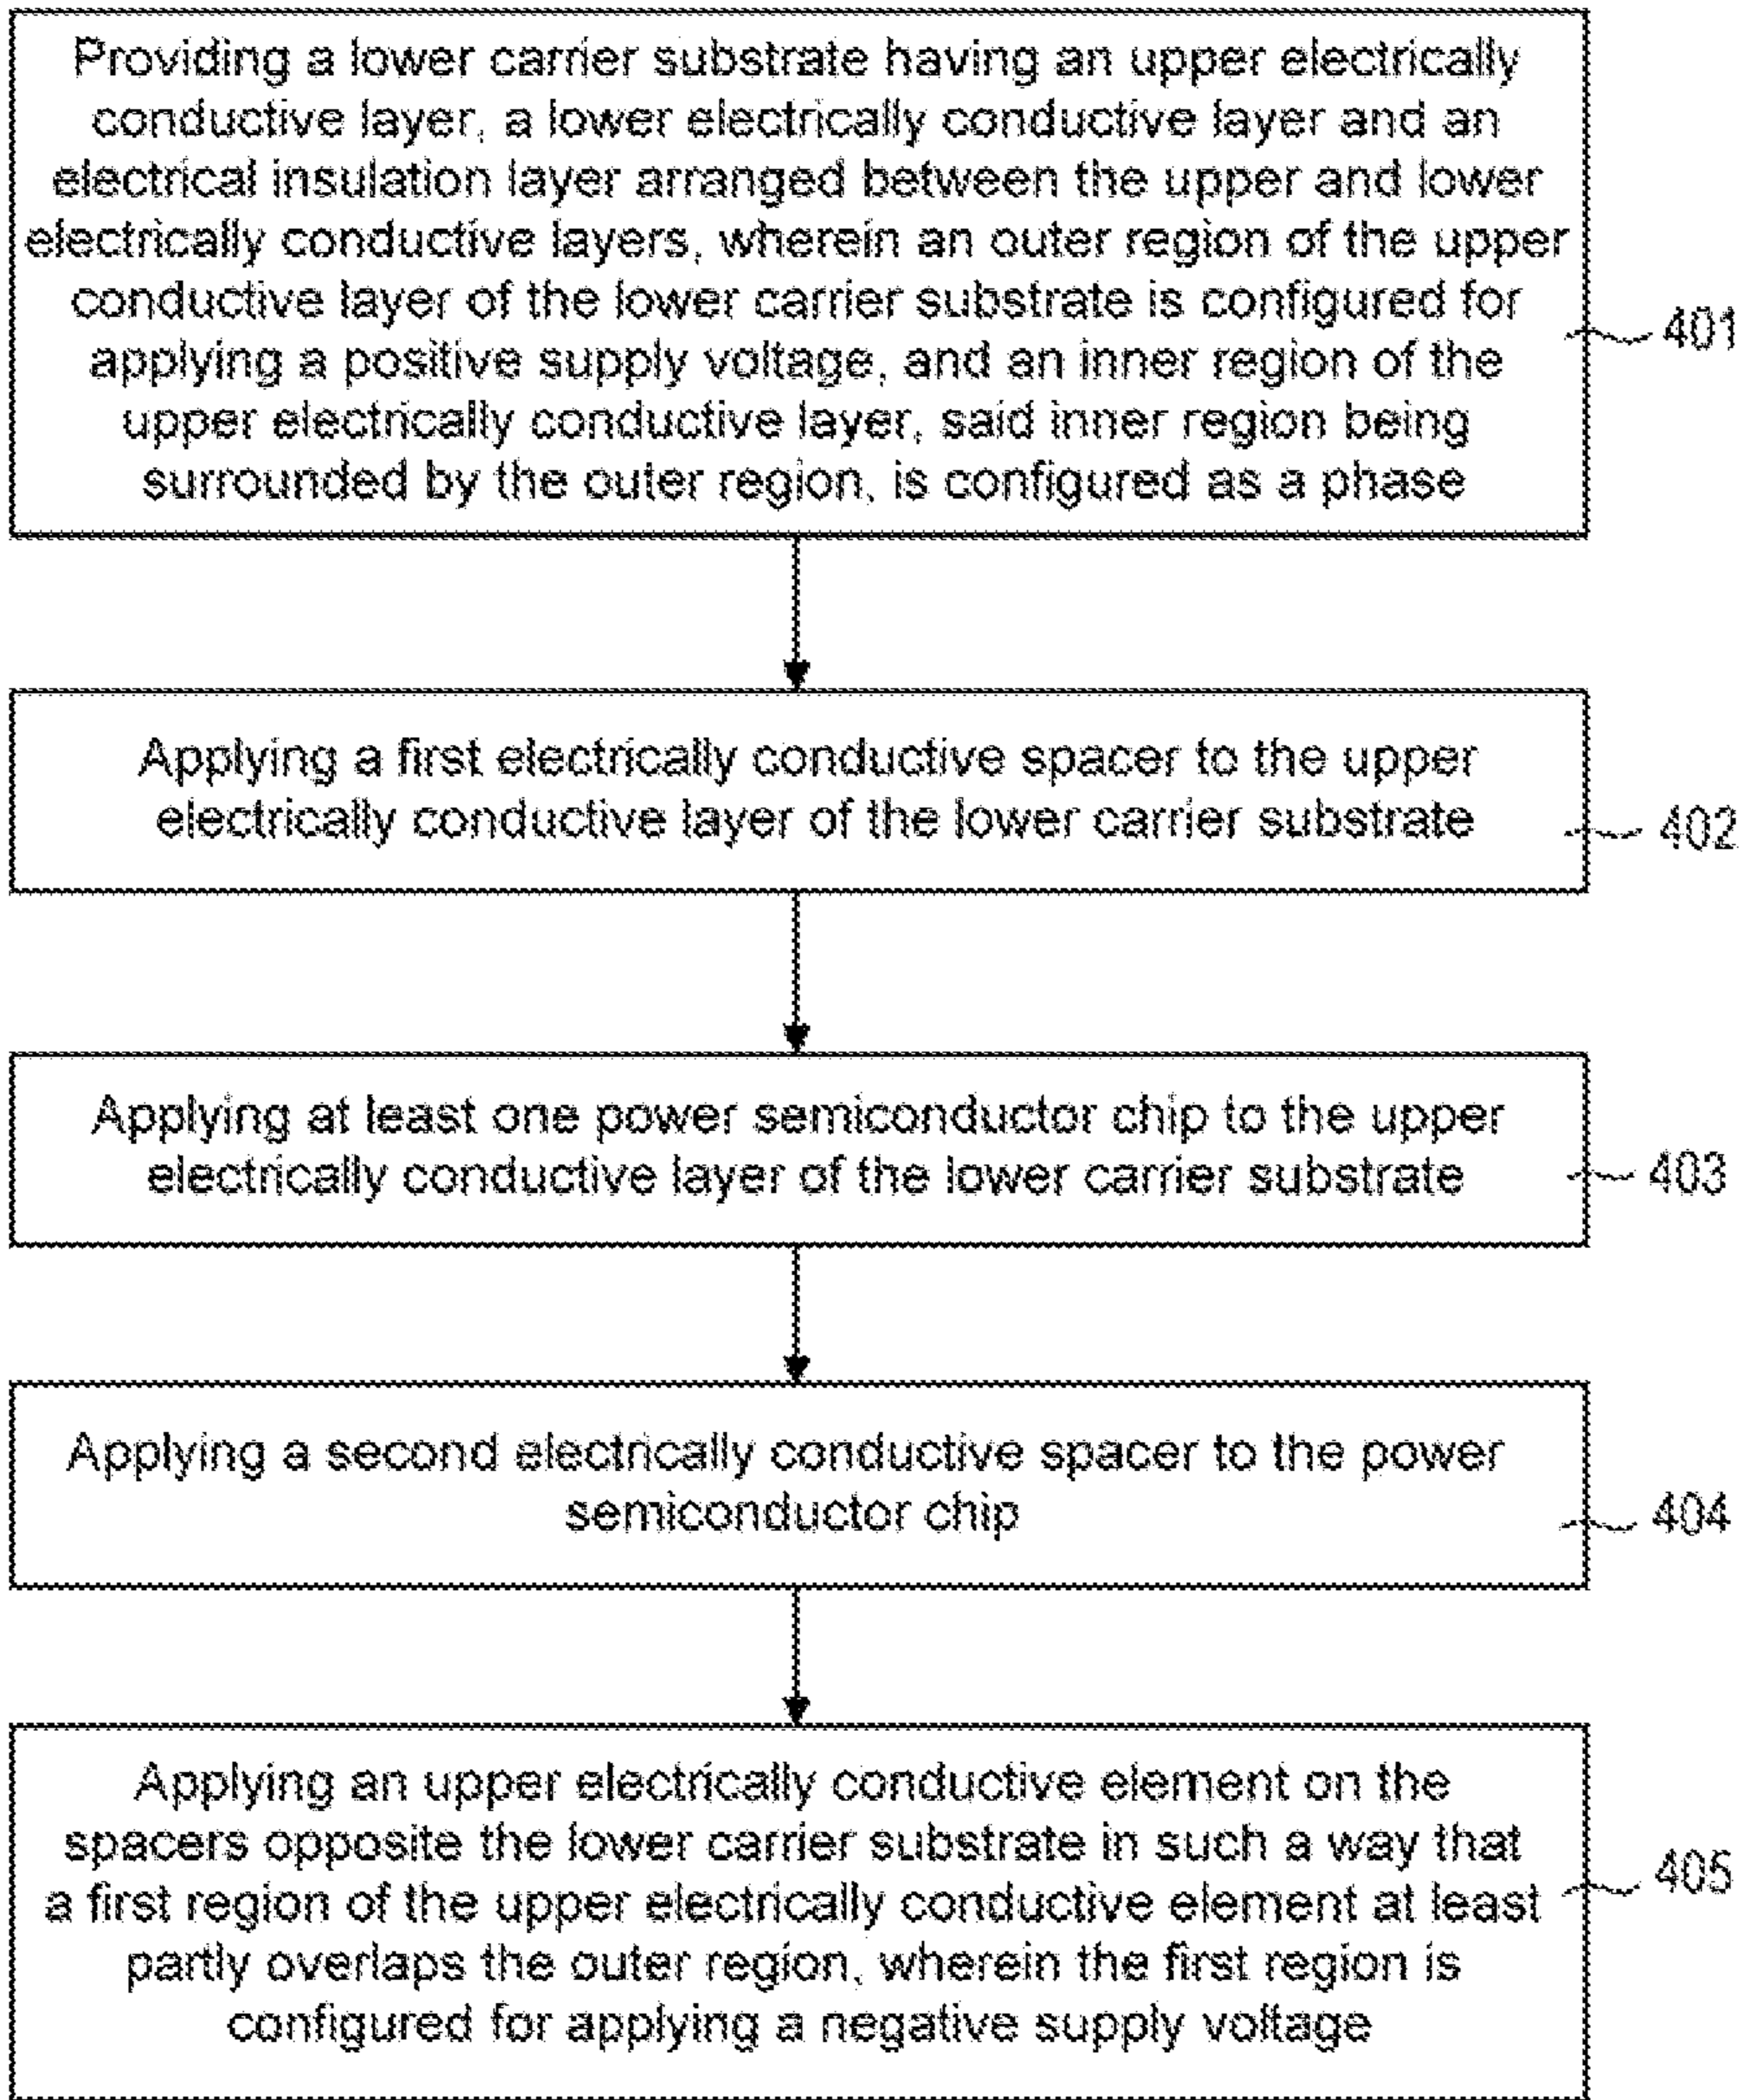 Providing a lower carrier substrate having an upper electrically
conductive layer, a lower electrically conductive layer and an
electrical insulation layer arranged between the upper and lower
electrically conductive layers, wherein an outer region of the upper
conductive layer of the lower carrier substrate is configured for
applying a positive supply voltage, and an inner region of the
upper electrically conductive layer, said inner region being
surrounded by the outer region, is configured as a phase
401
Applying a first electrically conductive spacer to the upper
electrically conductive layer of the lower carrier substrate
402
Applying at least one power semiconductor chip to the upper
electrically conductive layer of the lower carrier substrate
403
Applying a second electrically conductive spacer to the power
semiconductor chip
404
Applying an upper electrically conductive element on the
spacers opposite the lower carrier substrate in such a way that
a first region of the upper electrically conductive element at least
partly overlaps the outer region, wherein the first region is
configured for applying a negative supply voltage
405